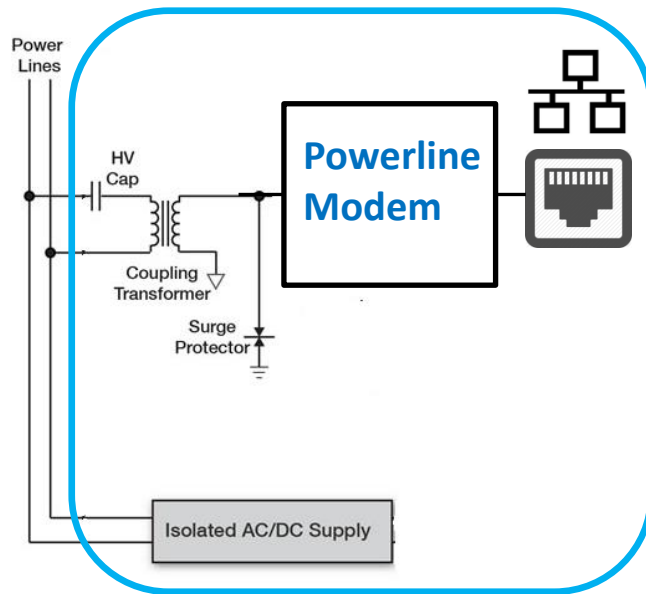 Power
Lines
HV
Cap
Powerline
Modem
Coupling
Transformer
Surge
Protector
Isolated AC/DC Supply